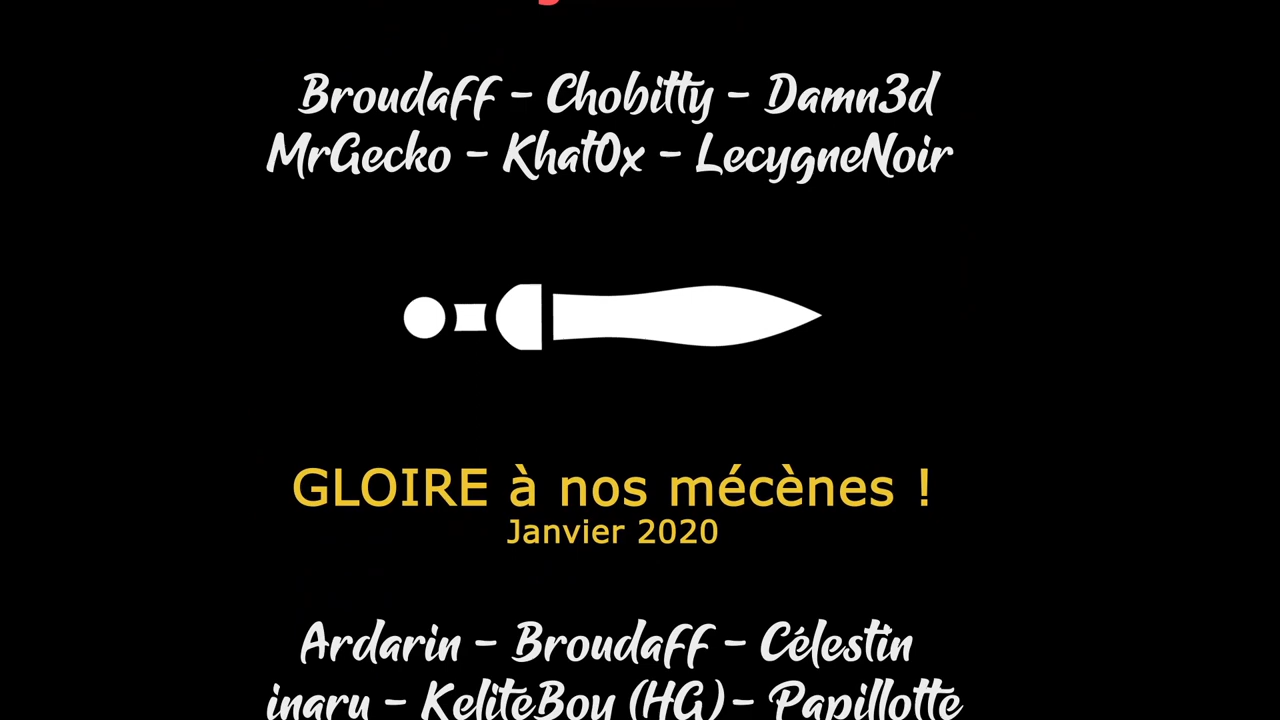 Broudaff - Chobitty - Damn3d
MrGecko - Khat0x - LecygneNoir
GLOIRE à nos mécènes !
Janvier 2020
Ardarin - Broudaff - Célestin
inaru - KeliteBoy (HG) - Papillotte